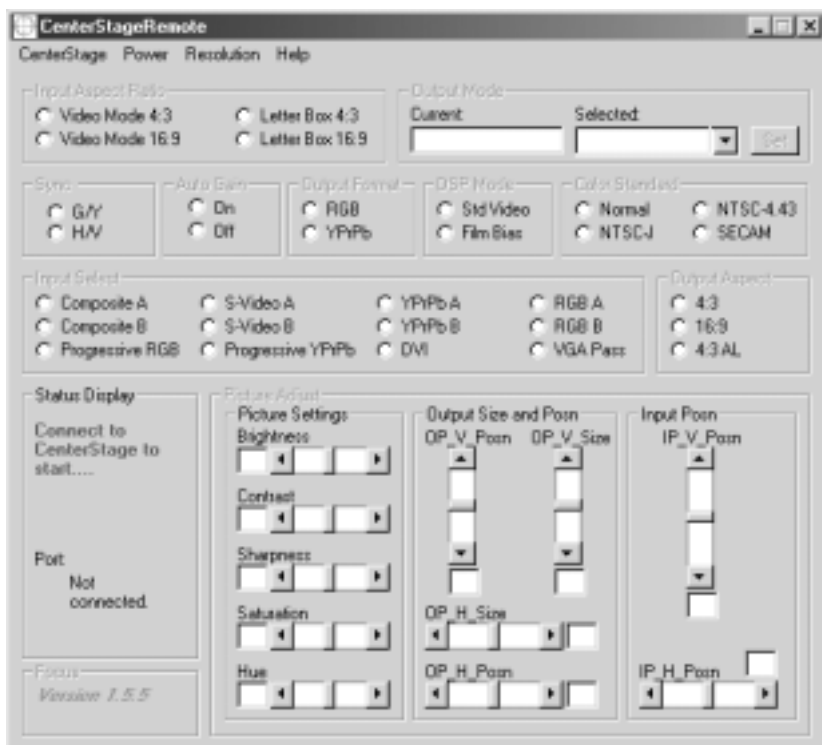 CenterStageRemote
CenterStage Power Resolution Help
Input Aspect Ratio
Video Mode 4:3 Letter Box 4:3
Video Mode 16:9 Letter Box 16:9
Output Mode
Current: Selected:
Set
Sync
G/Y
H/V
Auto Gain
On
Off
Output Format
RGB
YPrPb
DSP Mode
Std Video
Film Bias
Color Standard
Normal NTSC-4.43
NTSC-J SECAM
Input Select
Composite A S-Video A YPrPb A RGB A
Composite B S-Video B YPrPb B RGB B
Progressive RGB Progressive YPrPb DVI VGA Pass
Output Aspect
4:3
16:9
4:3 AL
Status Display
Connect to
CenterStage to
start....
Port
Not
connected.
Focus
Version 1.5.5
Picture Adjust
Picture Settings
Brightness
Contrast
Sharpness
Saturation
Hue
Output Size and Posn
OP_V_Posn OP_V_Size
OP_H_Size
OP_H_Posn
Input Posn
IP_V_Posn
IP_H_Posn